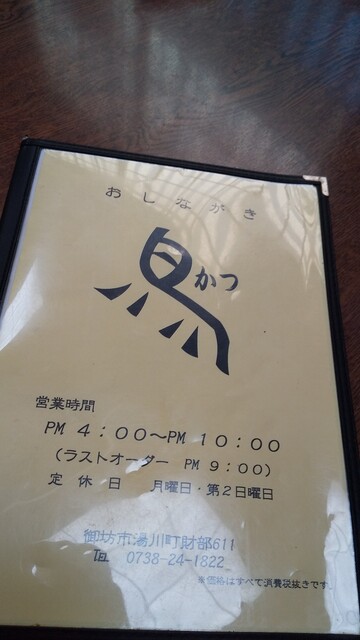 おしながき
鳥かつ
営業時間
PM 4：00～PM 10：00
（ラストオーダー PM 9：00）
定休日 月曜日・第2日曜日
御坊市湯川町財部611
TEL 0738-24-1822
※価格はすべて消費税抜きです。